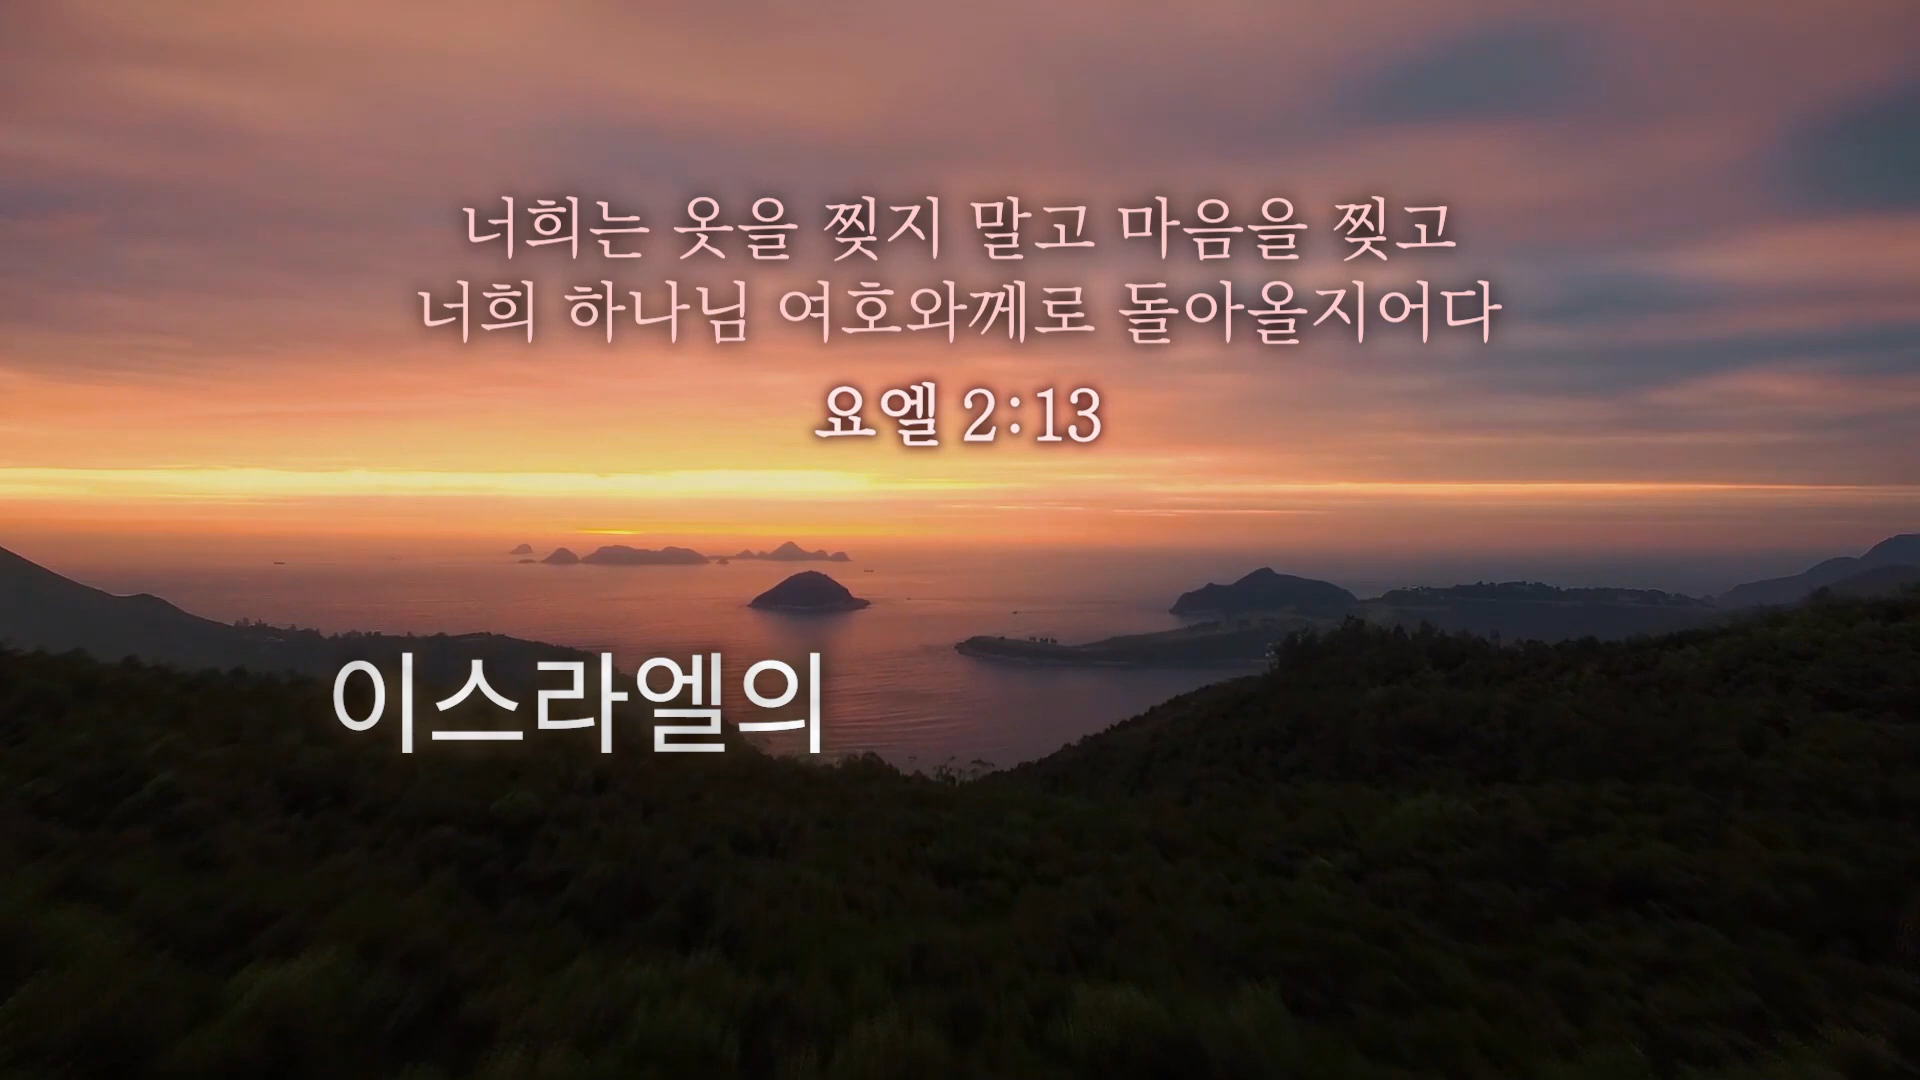 너희는 옷을 찢지 말고 마음을 찢고
너희 하나님 여호와께로 돌아올지어다
요엘 2:13
이스라엘의